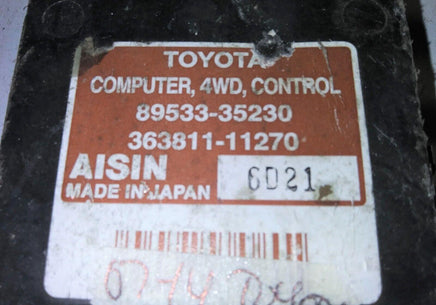 TOYOTA
COMPUTER, 4WD, CONTROL
89533-35230
363811-11270
AISIN
6D21
MADE IN JAPAN